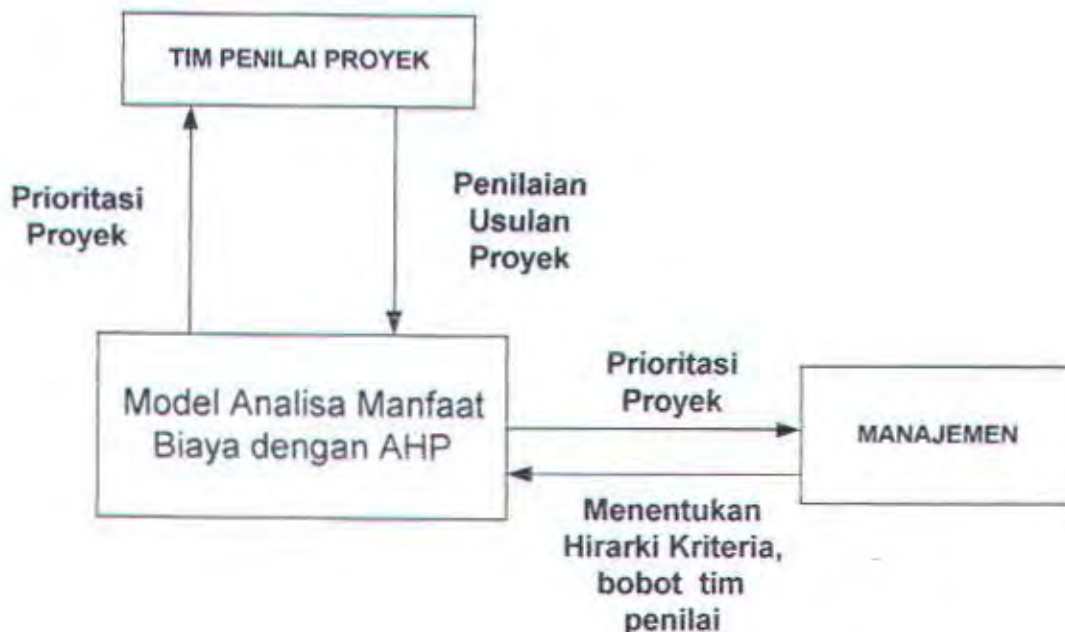 TIM PENILAI PROYEK
Prioritasi
Proyek
Penilaian
Usulan
Proyek
Model Analisa Manfaat
Biaya dengan AHP
Prioritasi
Proyek
MANAJEMEN
Menentukan
Hirarki Kriteria,
bobot tim
penilai